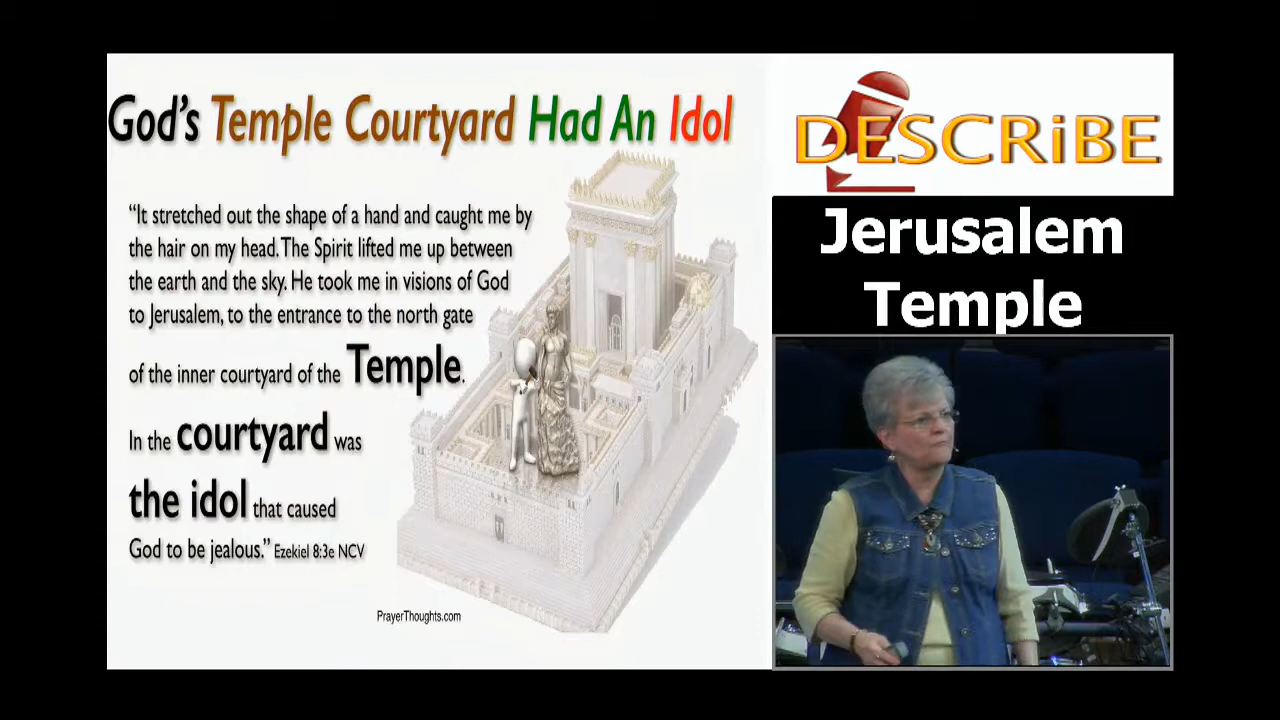 God's Temple Courtyard Had An Idol
“It stretched out the shape of a hand and caught me by
the hair on my head. The Spirit lifted me up between
the earth and the sky. He took me in visions of God
to Jerusalem, to the entrance to the north gate
of the inner courtyard of the Temple.
In the courtyard was
the idol that caused
God to be jealous.” Ezekiel 8:3e NCV
PrayerThoughts.com
DESCRiBE
Jerusalem
Temple